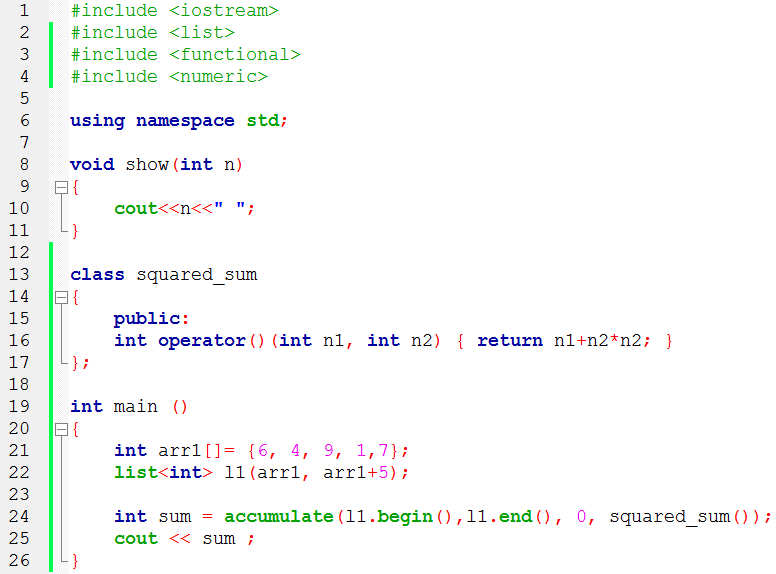 1 #include <iostream>
2 #include <list>
3 #include <functional>
4 #include <numeric>
5
6 using namespace std;
7
8 void show(int n)
9 {
10 cout<<n<<" ";
11 }
12
13 class squared_sum
14 {
15 public:
16 int operator()(int n1, int n2) { return n1+n2*n2; }
17 };
18
19 int main ()
20 {
21 int arr1[]= {6, 4, 9, 1,7};
22 list<int> l1(arr1, arr1+5);
23
24 int sum = accumulate(l1.begin(),l1.end(), 0, squared_sum());
25 cout << sum ;
26 }